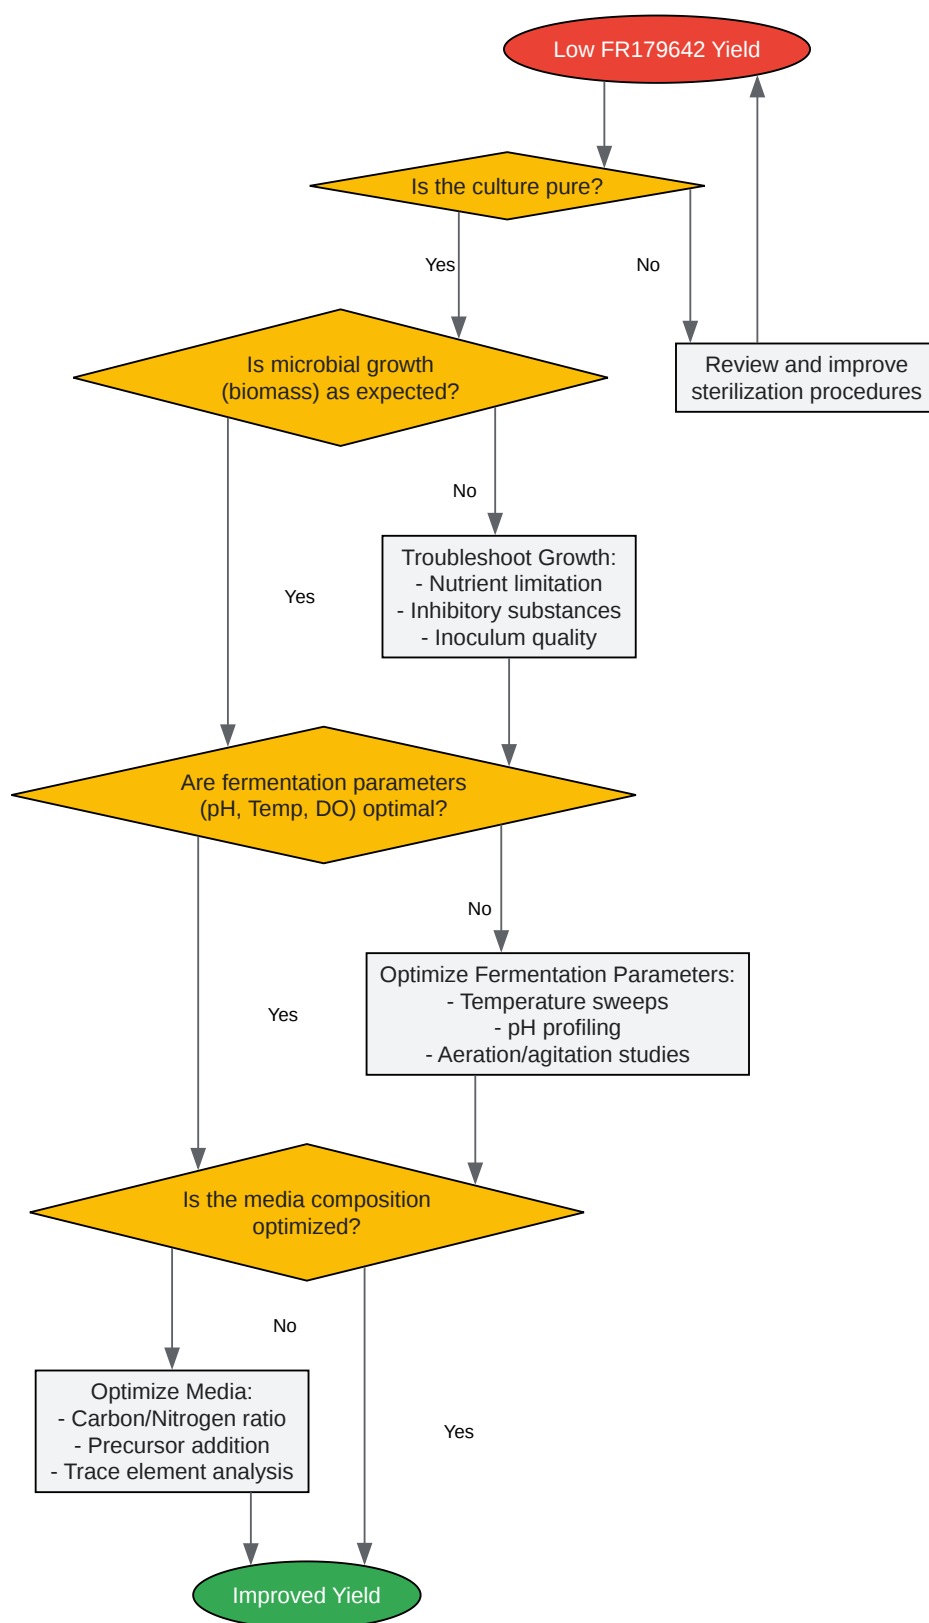 Low FR179642 Yield
Is the culture pure?
Yes
No
Is microbial growth
(biomass) as expected?
Review and improve
sterilization procedures
No
Troubleshoot Growth:
- Nutrient limitation
- Inhibitory substances
- Inoculum quality
Yes
Are fermentation parameters
(pH, Temp, DO) optimal?
No
Optimize Fermentation Parameters:
- Temperature sweeps
- pH profiling
- Aeration/agitation studies
Yes
Is the media composition
optimized?
No
Optimize Media:
- Carbon/Nitrogen ratio
- Precursor addition
- Trace element analysis
Yes
Improved Yield